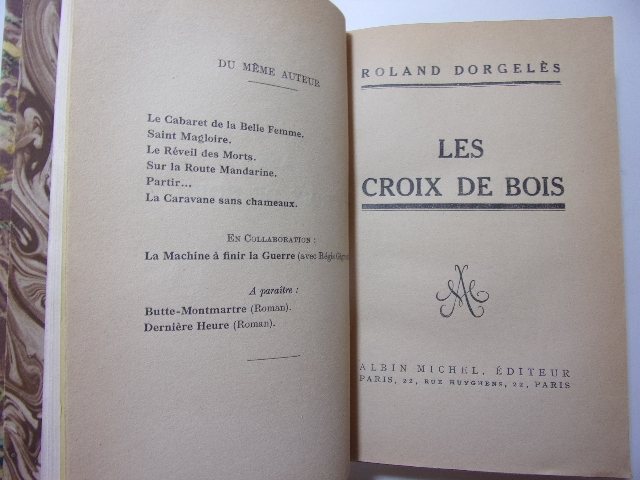 DU MÊME AUTEUR
Le Cabaret de la Belle Femme.
Saint Magloire.
Le Réveil des Morts.
Sur la Route Mandarine.
Partir...
La Caravane sans chameaux.
EN COLLABORATION :
La Machine à finir la Guerre (avec Régis
A paraître :
Butte-Montmartre (Roman).
Dernière Heure (Roman).
ROLAND DORGELÈS
LES
CROIX DE BOIS
ALBIN MICHEL, ÉDITEUR
PARIS, 22, RUE HUYGHENS, 22, PARIS